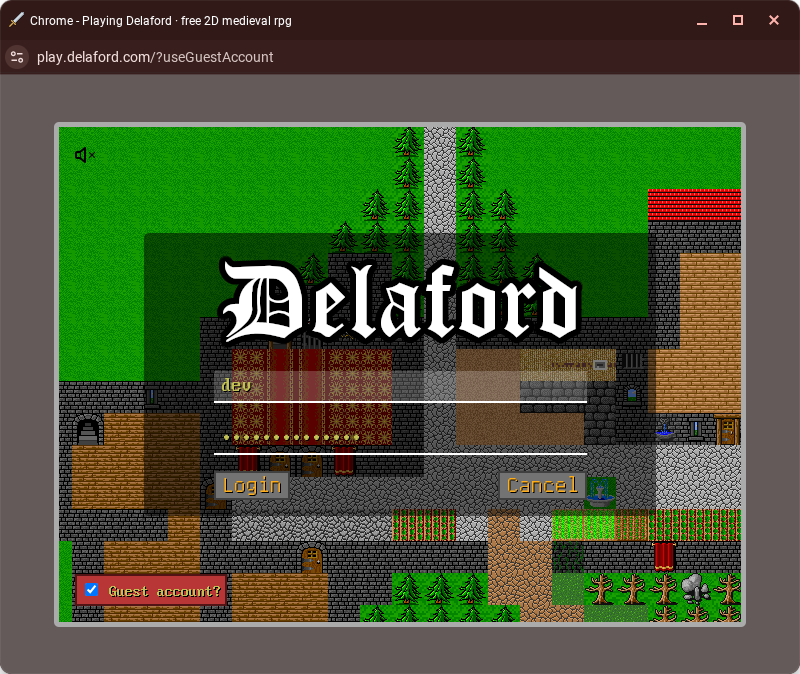 Chrome - Playing Delaford · free 2D medieval rpg
play.delaford.com/?useGuestAccount
Delaford
dev
Login Cancel
Guest account?